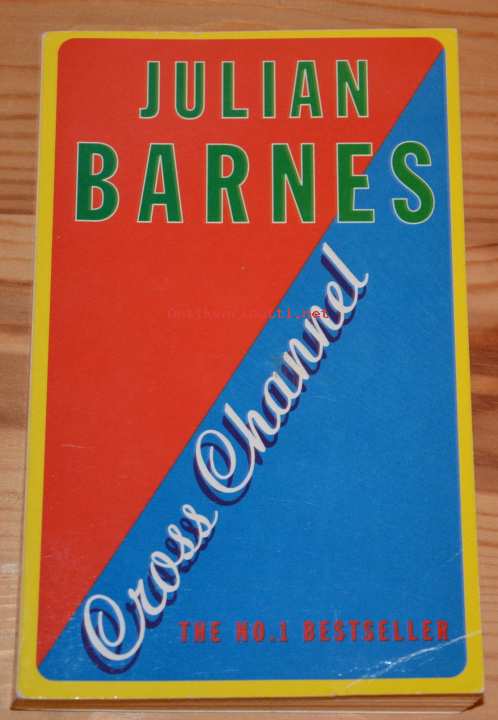 JULIAN
BARNES
Cross Channel
THE NO.1 BESTSELLER